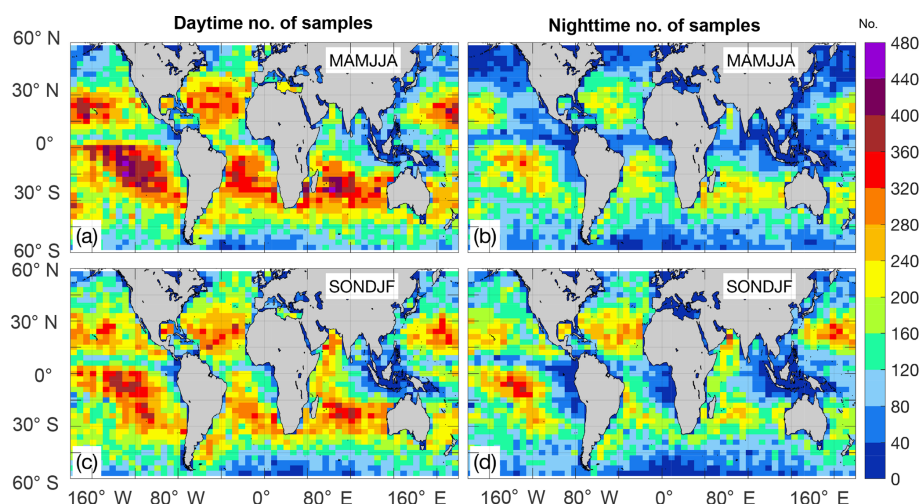 Daytime no. of samples
Nighttime no. of samples
No.
60° N
30° N
0°
30° S
60° S
MAMJJA
(a)
MAMJJA
(b)
480
440
400
360
320
280
240
200
160
120
80
40
0
60° N
30° N
0°
30° S
60° S
SONDJF
(c)
SONDJF
(d)
160° W 80° W 0° 80° E 160° E
160° W 80° W 0° 80° E 160° E